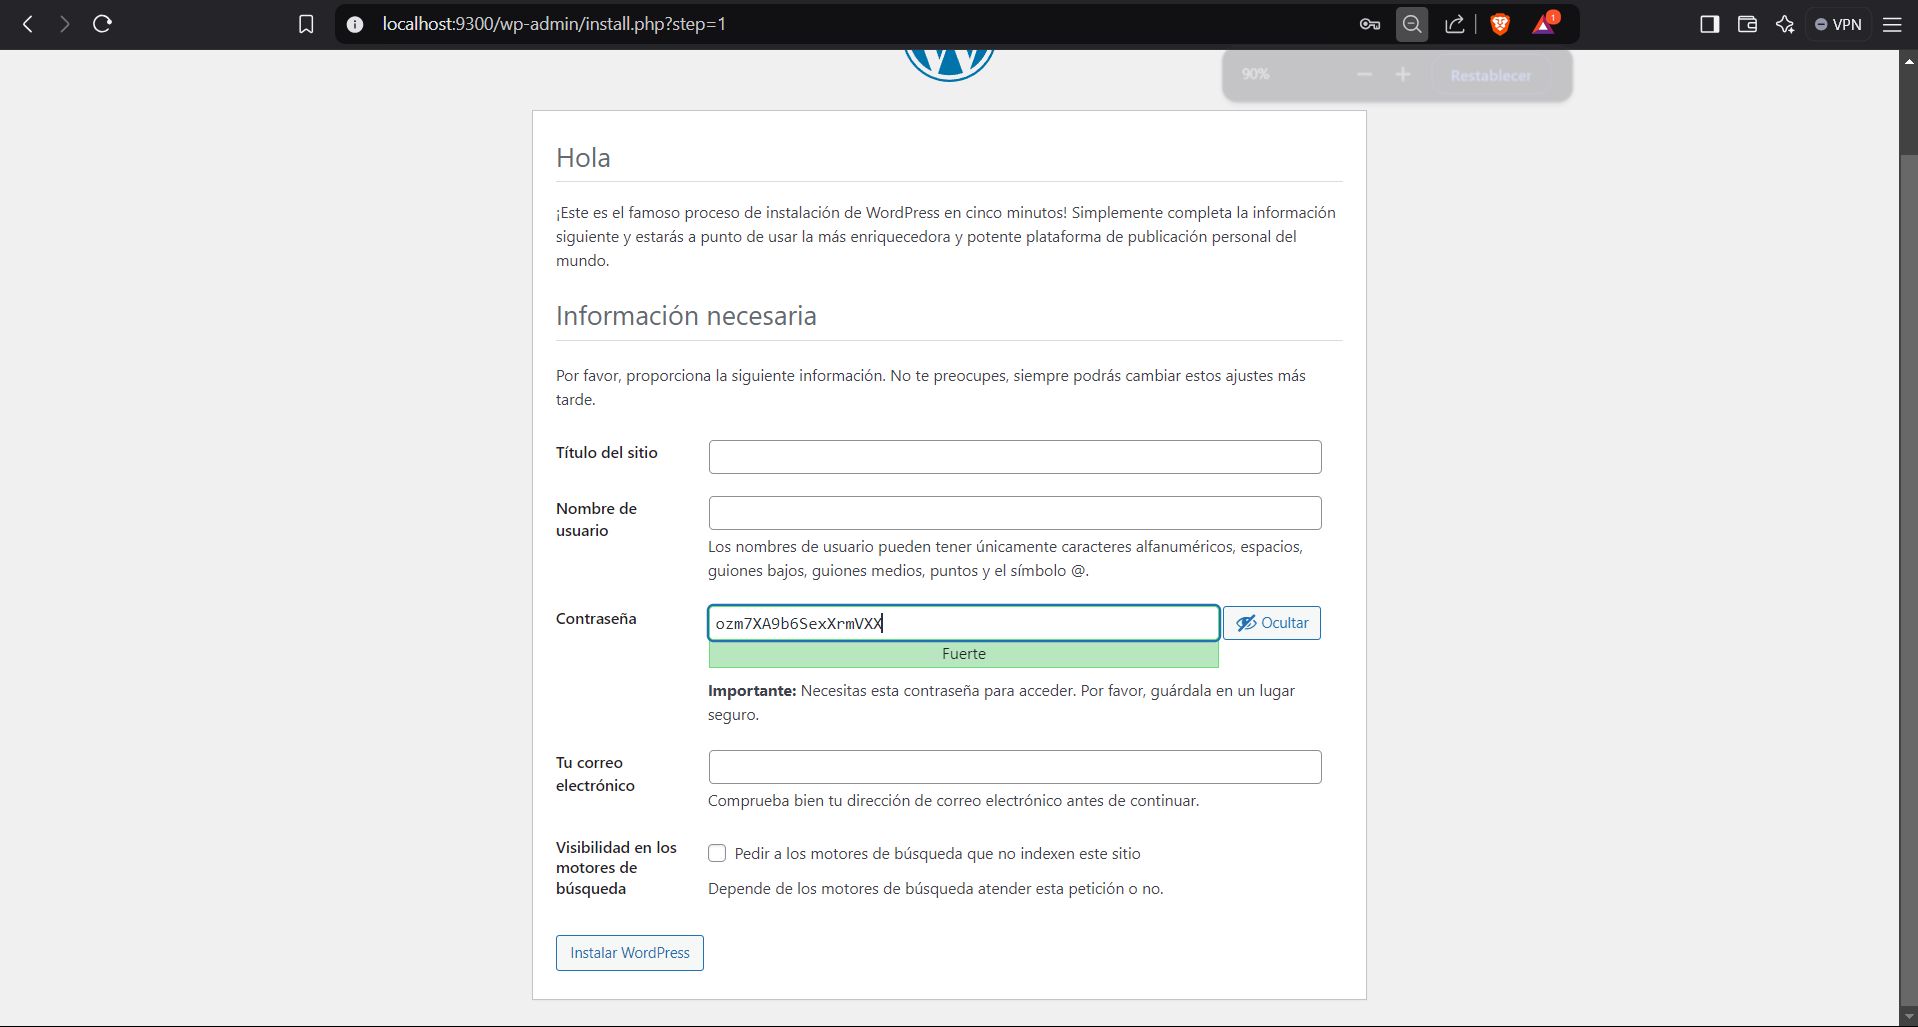 localhost:9300/wp-admin/install.php?step=1
1
VPN
90%
Restablecer
Hola
¡Este es el famoso proceso de instalación de WordPress en cinco minutos! Simplemente completa la información
siguiente y estarás a punto de usar la más enriquecedora y potente plataforma de publicación personal del
mundo.
Información necesaria
Por favor, proporciona la siguiente información. No te preocupes, siempre podrás cambiar estos ajustes más
tarde.
Título del sitio
Nombre de
usuario
Los nombres de usuario pueden tener únicamente caracteres alfanuméricos, espacios,
guiones bajos, guiones medios, puntos y el símbolo @.
Contraseña
ozm7XA9b6SexXrmVXX
Ocultar
Fuerte
Importante: Necesitas esta contraseña para acceder. Por favor, guárdala en un lugar
seguro.
Tu correo
electrónico
Comprueba bien tu dirección de correo electrónico antes de continuar.
Visibilidad en los
motores de
búsqueda
Pedir a los motores de búsqueda que no indexen este sitio
Depende de los motores de búsqueda atender esta petición o no.
Instalar WordPress